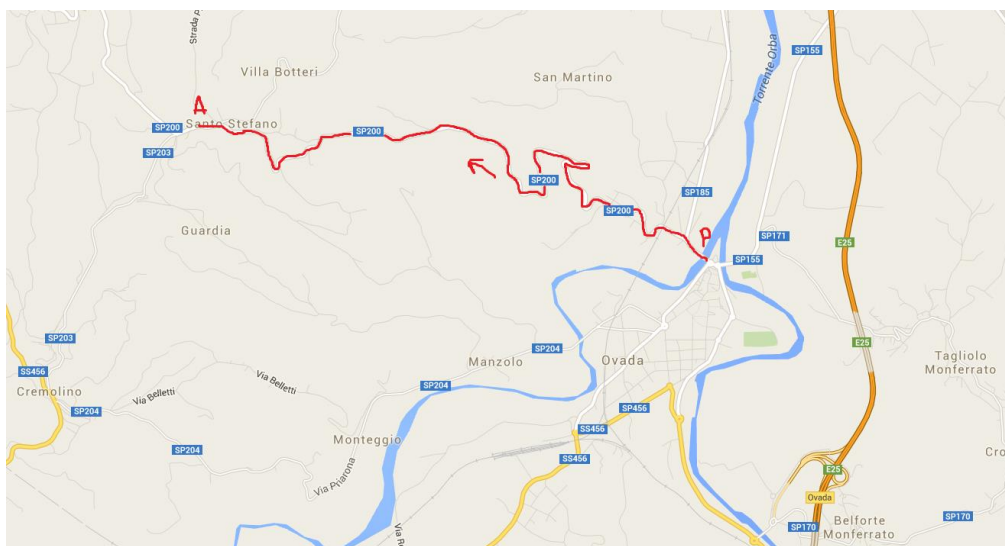 SP155
Torrente Orba
Strada P
Villa Botteri
San Martino
A
SP200
Santo Stefano
SP200
SP203
SP200
SP185
SP200
Guardia
P
SP171
E25
SP155
SP203
SS456
Manzolo
SP204
Ovada
E25
Tagliolo
Monferrato
Cremolino
SP204
Via Belletti
Via Belletti
SP204
SP456
SS456
Monteggio
SP204
SS456
Via Priarona
E25
Ovada
Cro
Belforte
Monferrato
SP170
SP170